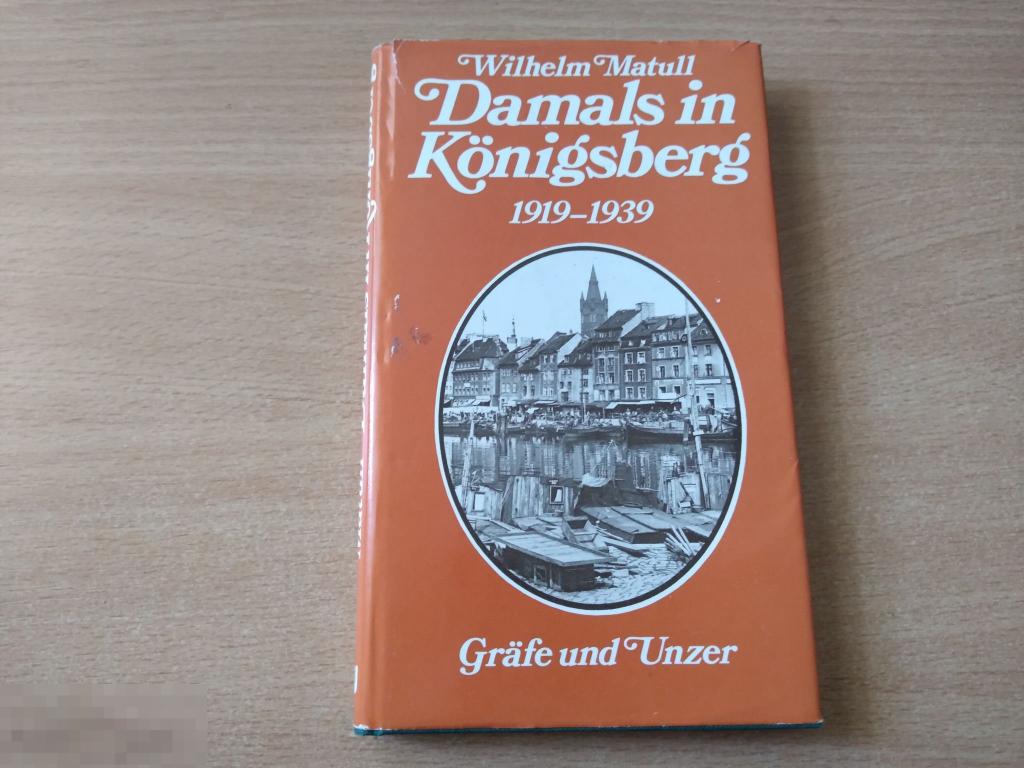 Wilhelm Matull
Damals in
Königsberg
1919–1939
Gräfe und Unzer